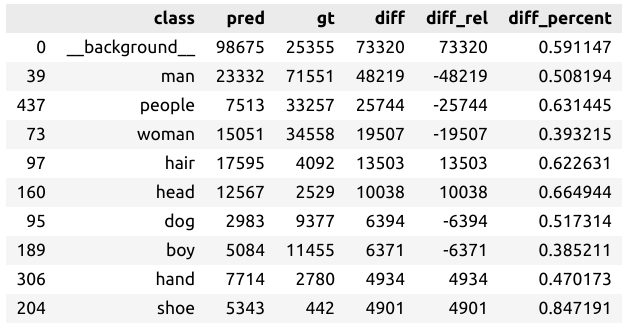 class pred gt diff diff_rel diff_percent
0 __background__ 98675 25355 73320 73320 0.591147
39 man 23332 71551 48219 -48219 0.508194
437 people 7513 33257 25744 -25744 0.631445
73 woman 15051 34558 19507 -19507 0.393215
97 hair 17595 4092 13503 13503 0.622631
160 head 12567 2529 10038 10038 0.664944
95 dog 2983 9377 6394 -6394 0.517314
189 boy 5084 11455 6371 -6371 0.385211
306 hand 7714 2780 4934 4934 0.470173
204 shoe 5343 442 4901 4901 0.847191